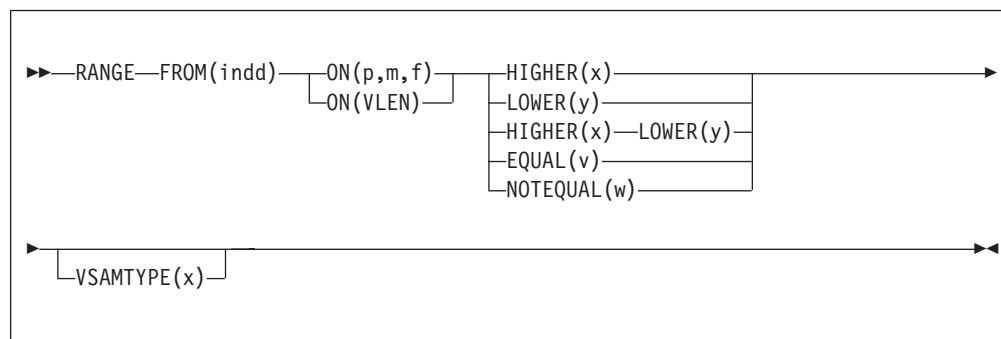 RANGE FROM(indd) ON(p,m,f) HIGHER(x)
ON(VLEN) LOWER(y)
HIGHER(x) LOWER(y)
EQUAL(v)
NOTEQUAL(w)
VSAMTYPE(x)